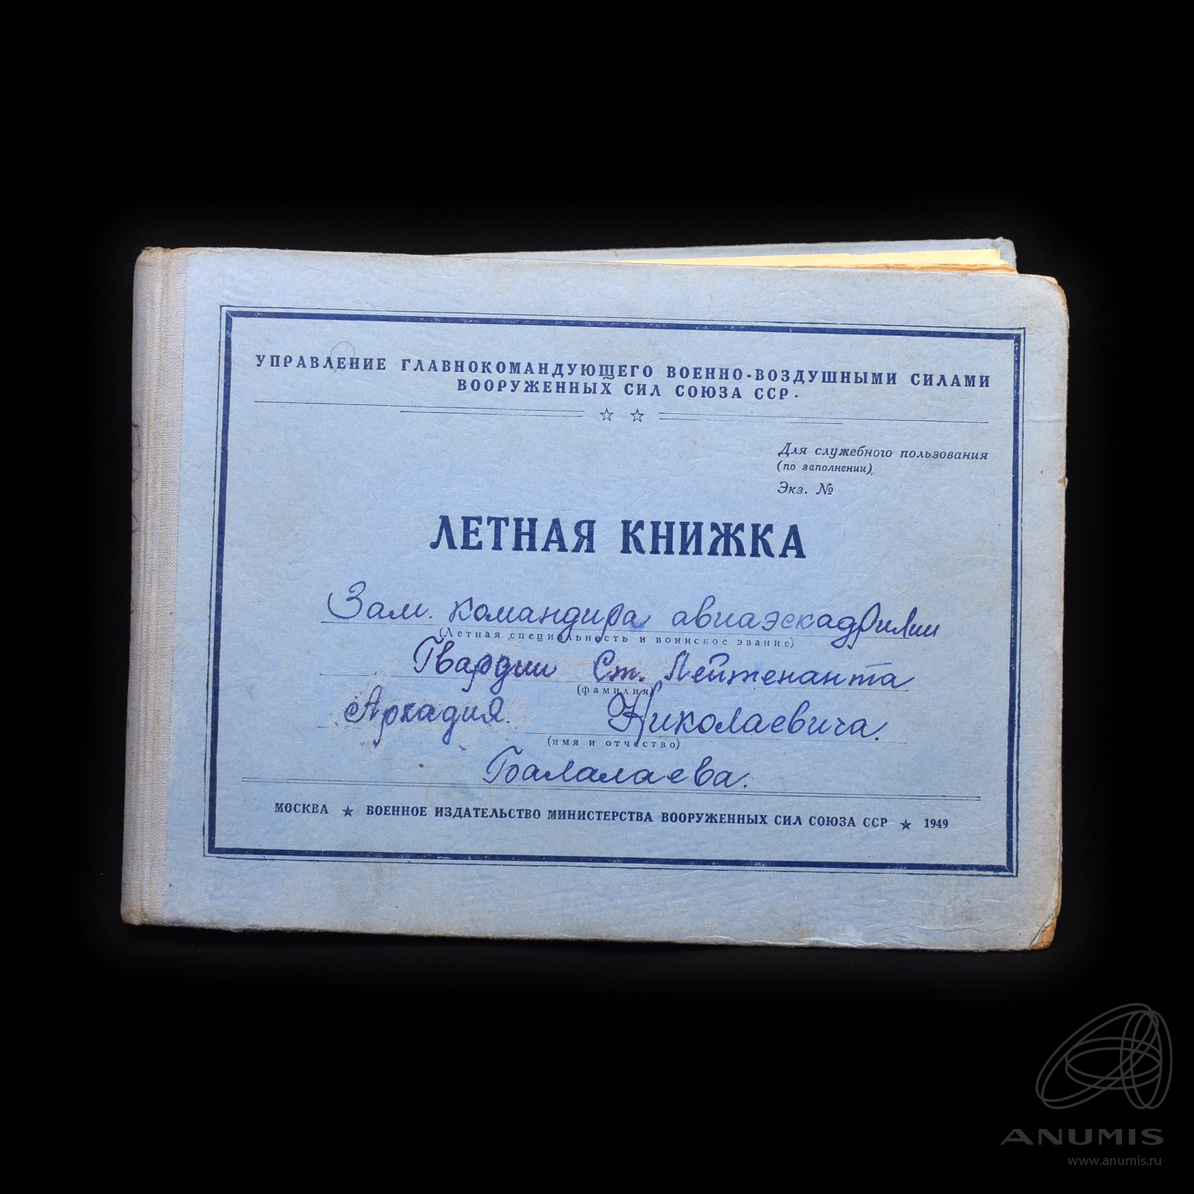 УПРАВЛЕНИЕ ГЛАВНОКОМАНДУЮЩЕГО ВОЕННО-ВОЗДУШНЫМИ СИЛАМИ
ВООРУЖЕННЫХ СИЛ СОЮЗА ССР
Для служебного пользования
(по заполнении)
Экз. №
ЛЕТНАЯ КНИЖКА
Зам. командира авиаэскадрилии
(Летная специальность и воинское звание)
Гвардии Ст. Лейтенанта
(фамилия)
Аркадия Николаевича.
(имя и отчество)
Балалаева.
МОСКВА ☆ ВОЕННОЕ ИЗДАТЕЛЬСТВО МИНИСТЕРСТВА ВООРУЖЕННЫХ СИЛ СОЮЗА ССР ☆ 1949
ANUMIS
www.anumis.ru